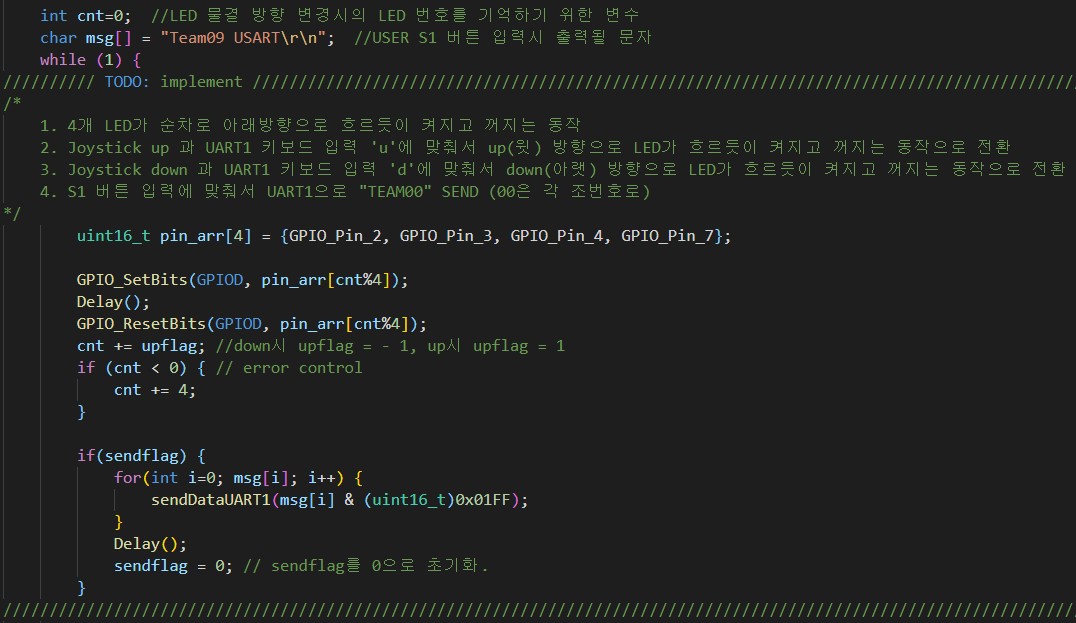 int cnt=0;  //LED 물결 방향 변경시의 LED 번호를 기억하기 위한 변수
char msg[] = "Team09 USART\r\n";  //USER S1 버튼 입력시 출력될 문자
while (1) {
////////// TODO: implement //////////////////////////////////////////////////////////////////////////////////////////
/*
1. 4개 LED가 순차로 아래방향으로 흐르듯이 켜지고 꺼지는 동작
2. Joystick up 과 UART1 키보드 입력 'u'에 맞춰서 up(윗) 방향으로 LED가 흐르듯이 켜지고 꺼지는 동작으로 전환
3. Joystick down 과 UART1 키보드 입력 'd'에 맞춰서 down(아랫) 방향으로 LED가 흐르듯이 켜지고 꺼지는 동작으로 전환
4. S1 버튼 입력에 맞춰서 UART1으로 "TEAM00" SEND (00은 각 조번호로)
*/
uint16_t pin_arr[4] = {GPIO_Pin_2, GPIO_Pin_3, GPIO_Pin_4, GPIO_Pin_7};
GPIO_SetBits(GPIOD, pin_arr[cnt%4]);
Delay();
GPIO_ResetBits(GPIOD, pin_arr[cnt%4]);
cnt += upflag; //down시 upflag = - 1, up시 upflag = 1
if (cnt < 0) { // error control
cnt += 4;
}
if(sendflag) {
for(int i=0; msg[i]; i++) {
sendDataUART1(msg[i] & (uint16_t)0x01FF);
}
Delay();
sendflag = 0; // sendflag를 0으로 초기화.
}
//////////////////////////////////////////////////////////////////////////////////////////////////////////////////////